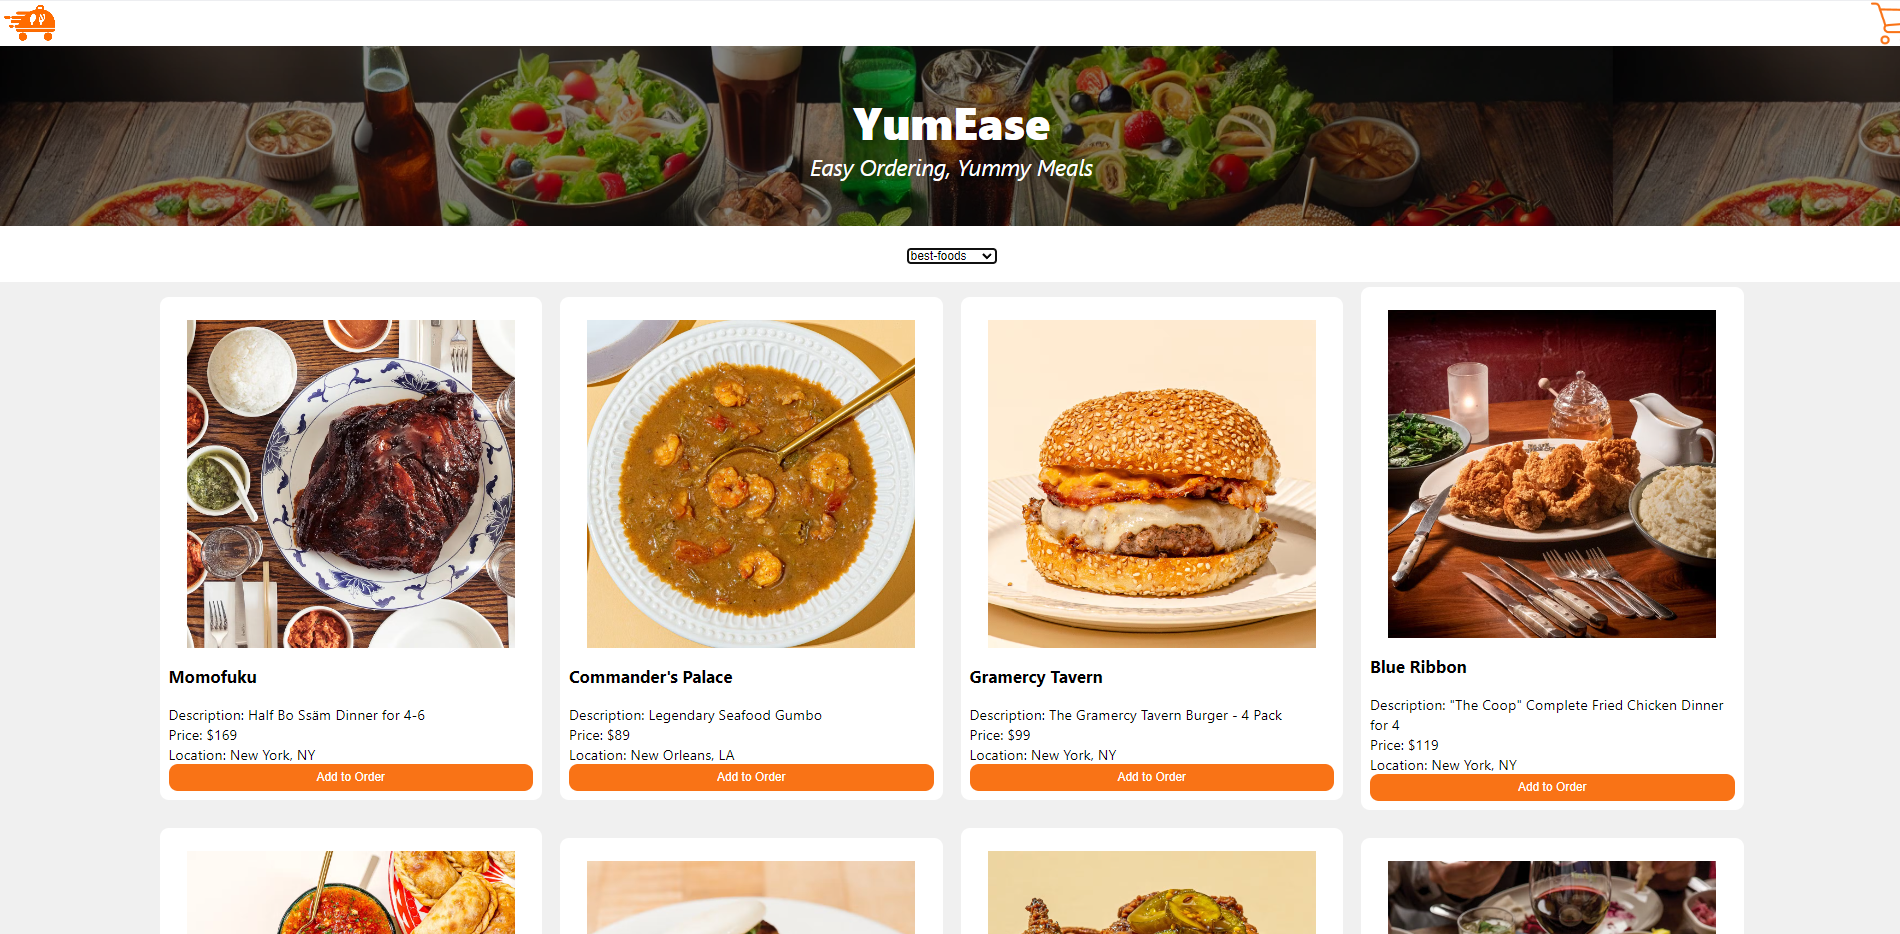 YumEase
Easy Ordering, Yummy Meals
best-foods
Momofuku
Description: Half Bo Ssäm Dinner for 4-6
Price: $169
Location: New York, NY
Add to Order
Commander's Palace
Description: Legendary Seafood Gumbo
Price: $89
Location: New Orleans, LA
Add to Order
Gramercy Tavern
Description: The Gramercy Tavern Burger - 4 Pack
Price: $99
Location: New York, NY
Add to Order
Blue Ribbon
Description: "The Coop" Complete Fried Chicken Dinner
for 4
Price: $119
Location: New York, NY
Add to Order